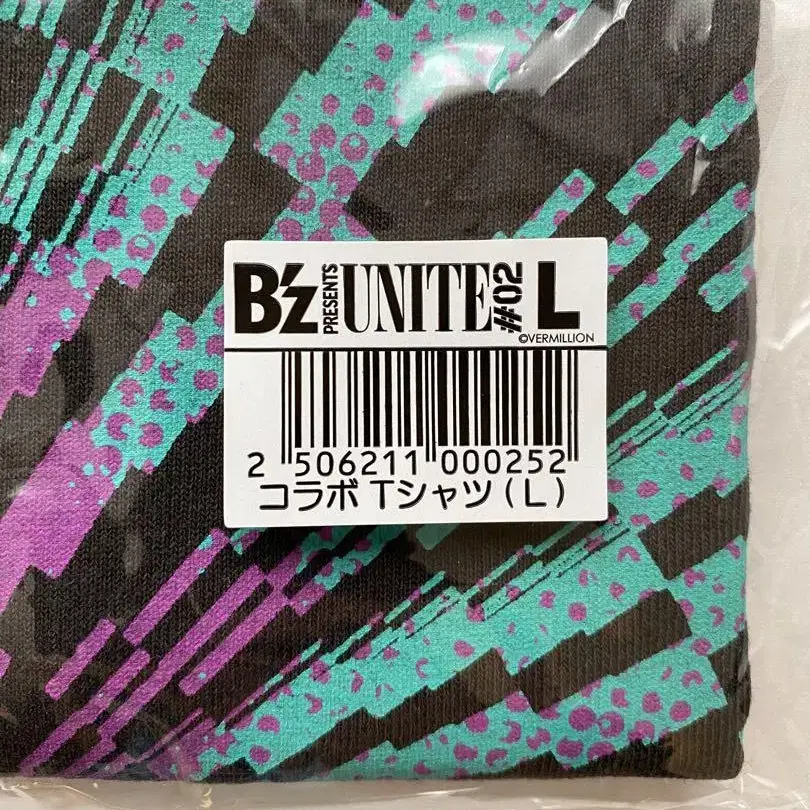 B'z PRESENTS UNITE #02 L
©VERMILLION
2 506211 000252
コラボ Tシャツ(L)